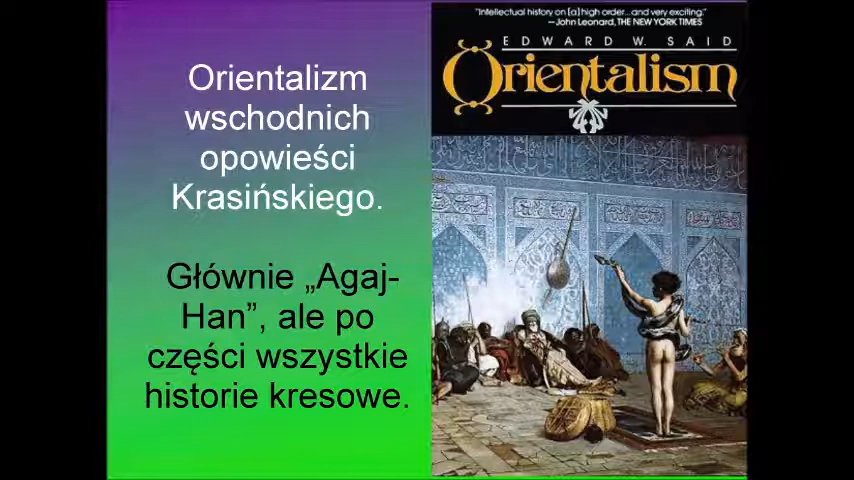 Orientalizm
wschodnich
opowieści
Krasińskiego.
Głównie „Agaj-
Han”, ale po
części wszystkie
historie kresowe.
"Intellectual history on [a] high order...and very exciting."
—John Leonard, THE NEW YORK TIMES
EDWARD W. SAID
Orientalism